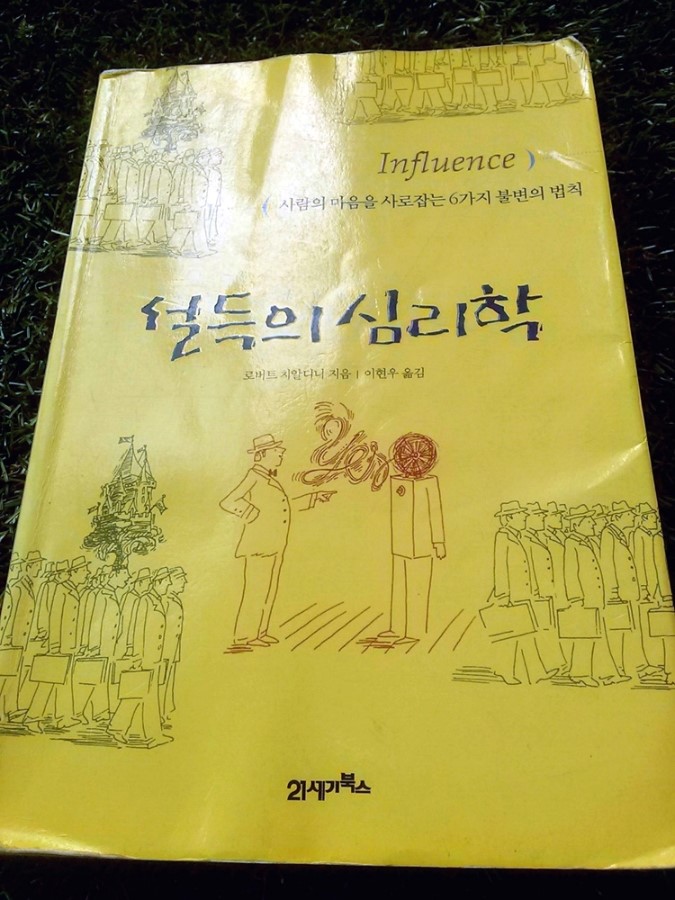 Influence )
( 사람의 마음을 사로잡는 6가지 불변의 법칙
설득의 심리학
로버트 치알디니 지음 | 이현우 옮김
Yes
21세기북스